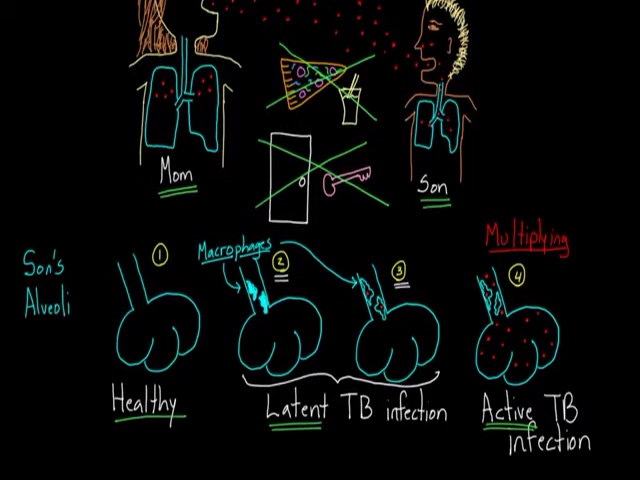 Mom
Son
Multiplying
Macrophages
Son's
Alveoli
1
2
3
4
Healthy
Latent TB infection
Active TB
infection